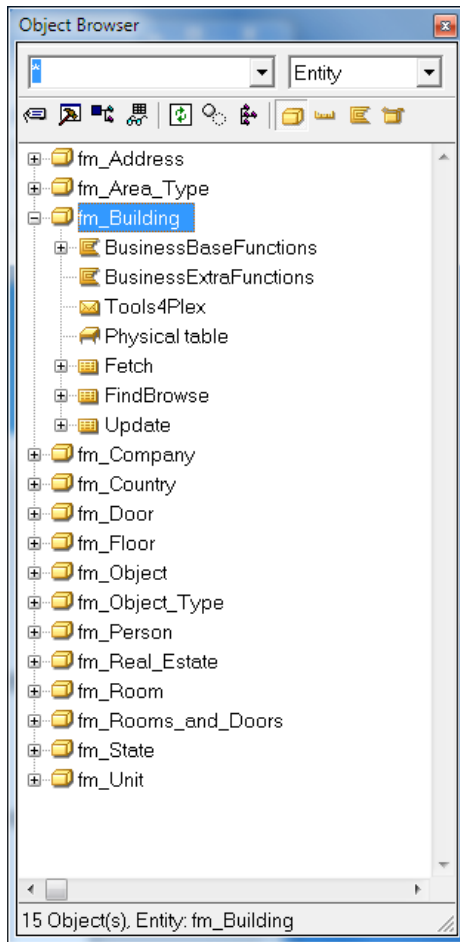 Object Browser
* Entity
fm_Address
fm_Area_Type
fm_Building
BusinessBaseFunctions
BusinessExtraFunctions
Tools4Plex
Physical table
Fetch
FindBrowse
Update
fm_Company
fm_Country
fm_Door
fm_Floor
fm_Object
fm_Object_Type
fm_Person
fm_Real_Estate
fm_Room
fm_Rooms_and_Doors
fm_State
fm_Unit
15 Object(s), Entity: fm_Building